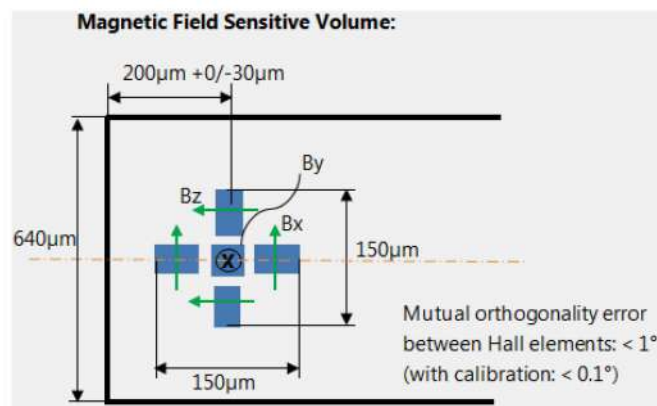 Magnetic Field Sensitive Volume:
200µm +0/-30µm
By
Bz
Bx
640µm
X
150µm
150µm
Mutual orthogonality error
between Hall elements: < 1°
(with calibration: < 0.1°)